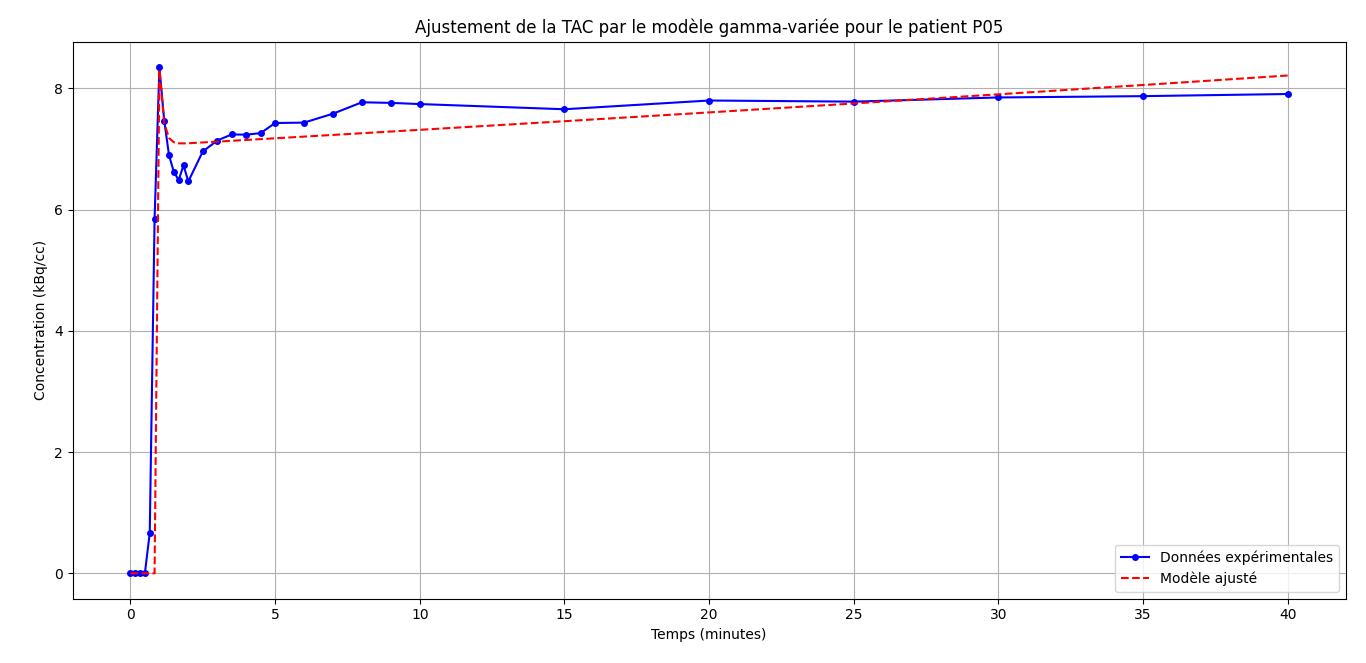 Ajustement de la TAC par le modèle gamma-variée pour le patient P05
Concentration (kBq/cc)
8
6
4
2
0
0 5 10 15 20 25 30 35 40
Temps (minutes)
Données expérimentales
Modèle ajusté